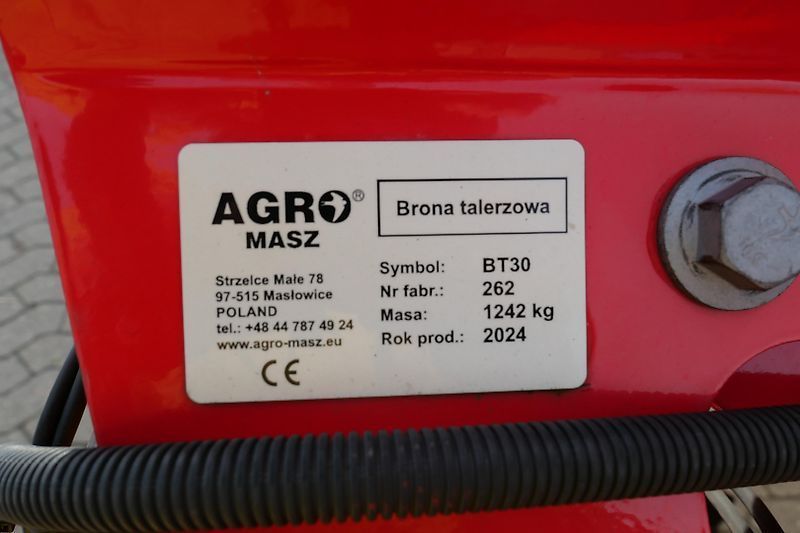 AGRO®
MASZ
Brona talerzowa
Strzelce Małe 78
97-515 Masłowice
POLAND
tel.: +48 44 787 49 24
www.agro-masz.eu
CE
Symbol: BT30
Nr fabr.: 262
Masa: 1242 kg
Rok prod.: 2024